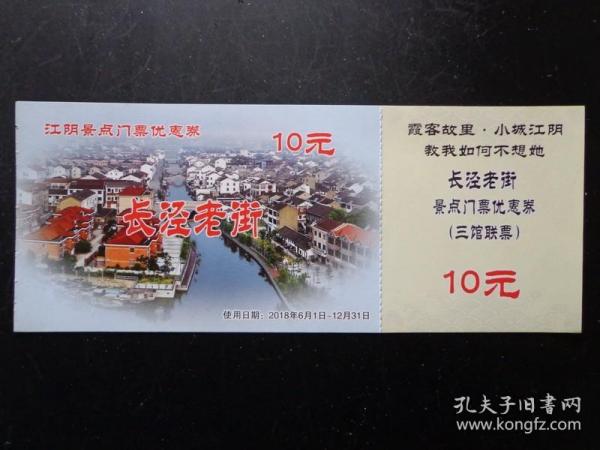 江阴景点门票优惠券
10元
长泾老街
使用日期：2018年6月1日-12月31日
霞客故里·小城江阴
教我如何不想她
长泾老街
景点门票优惠券
（三馆联票）
10元
孔夫子旧书网
www.kongfz.com